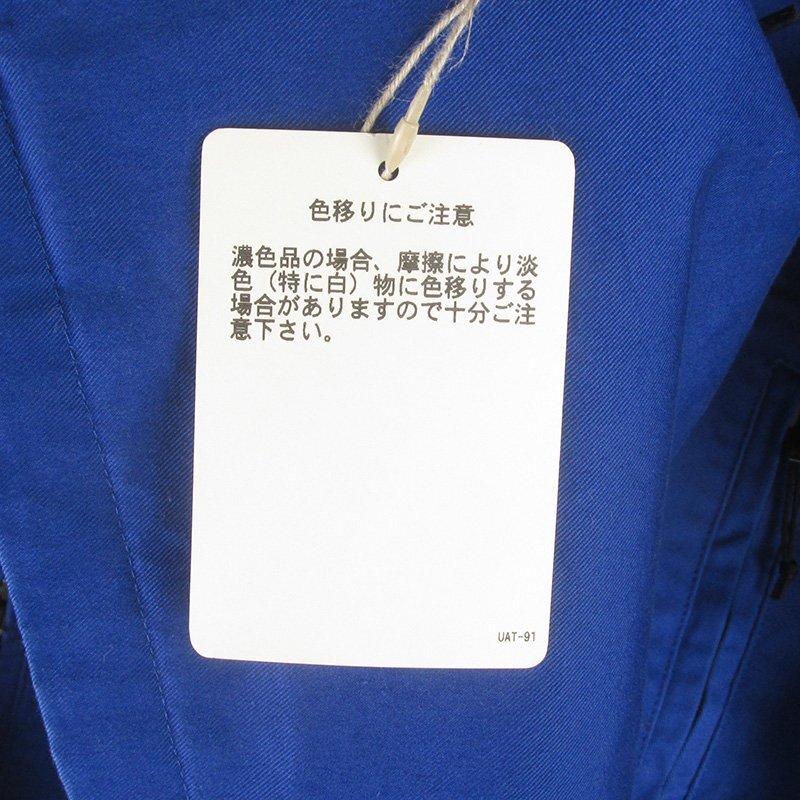 色移りにご注意
濃色品の場合、摩擦により淡
色（特に白）物に色移りする
場合がありますので十分ご注
意下さい。
UAT-91